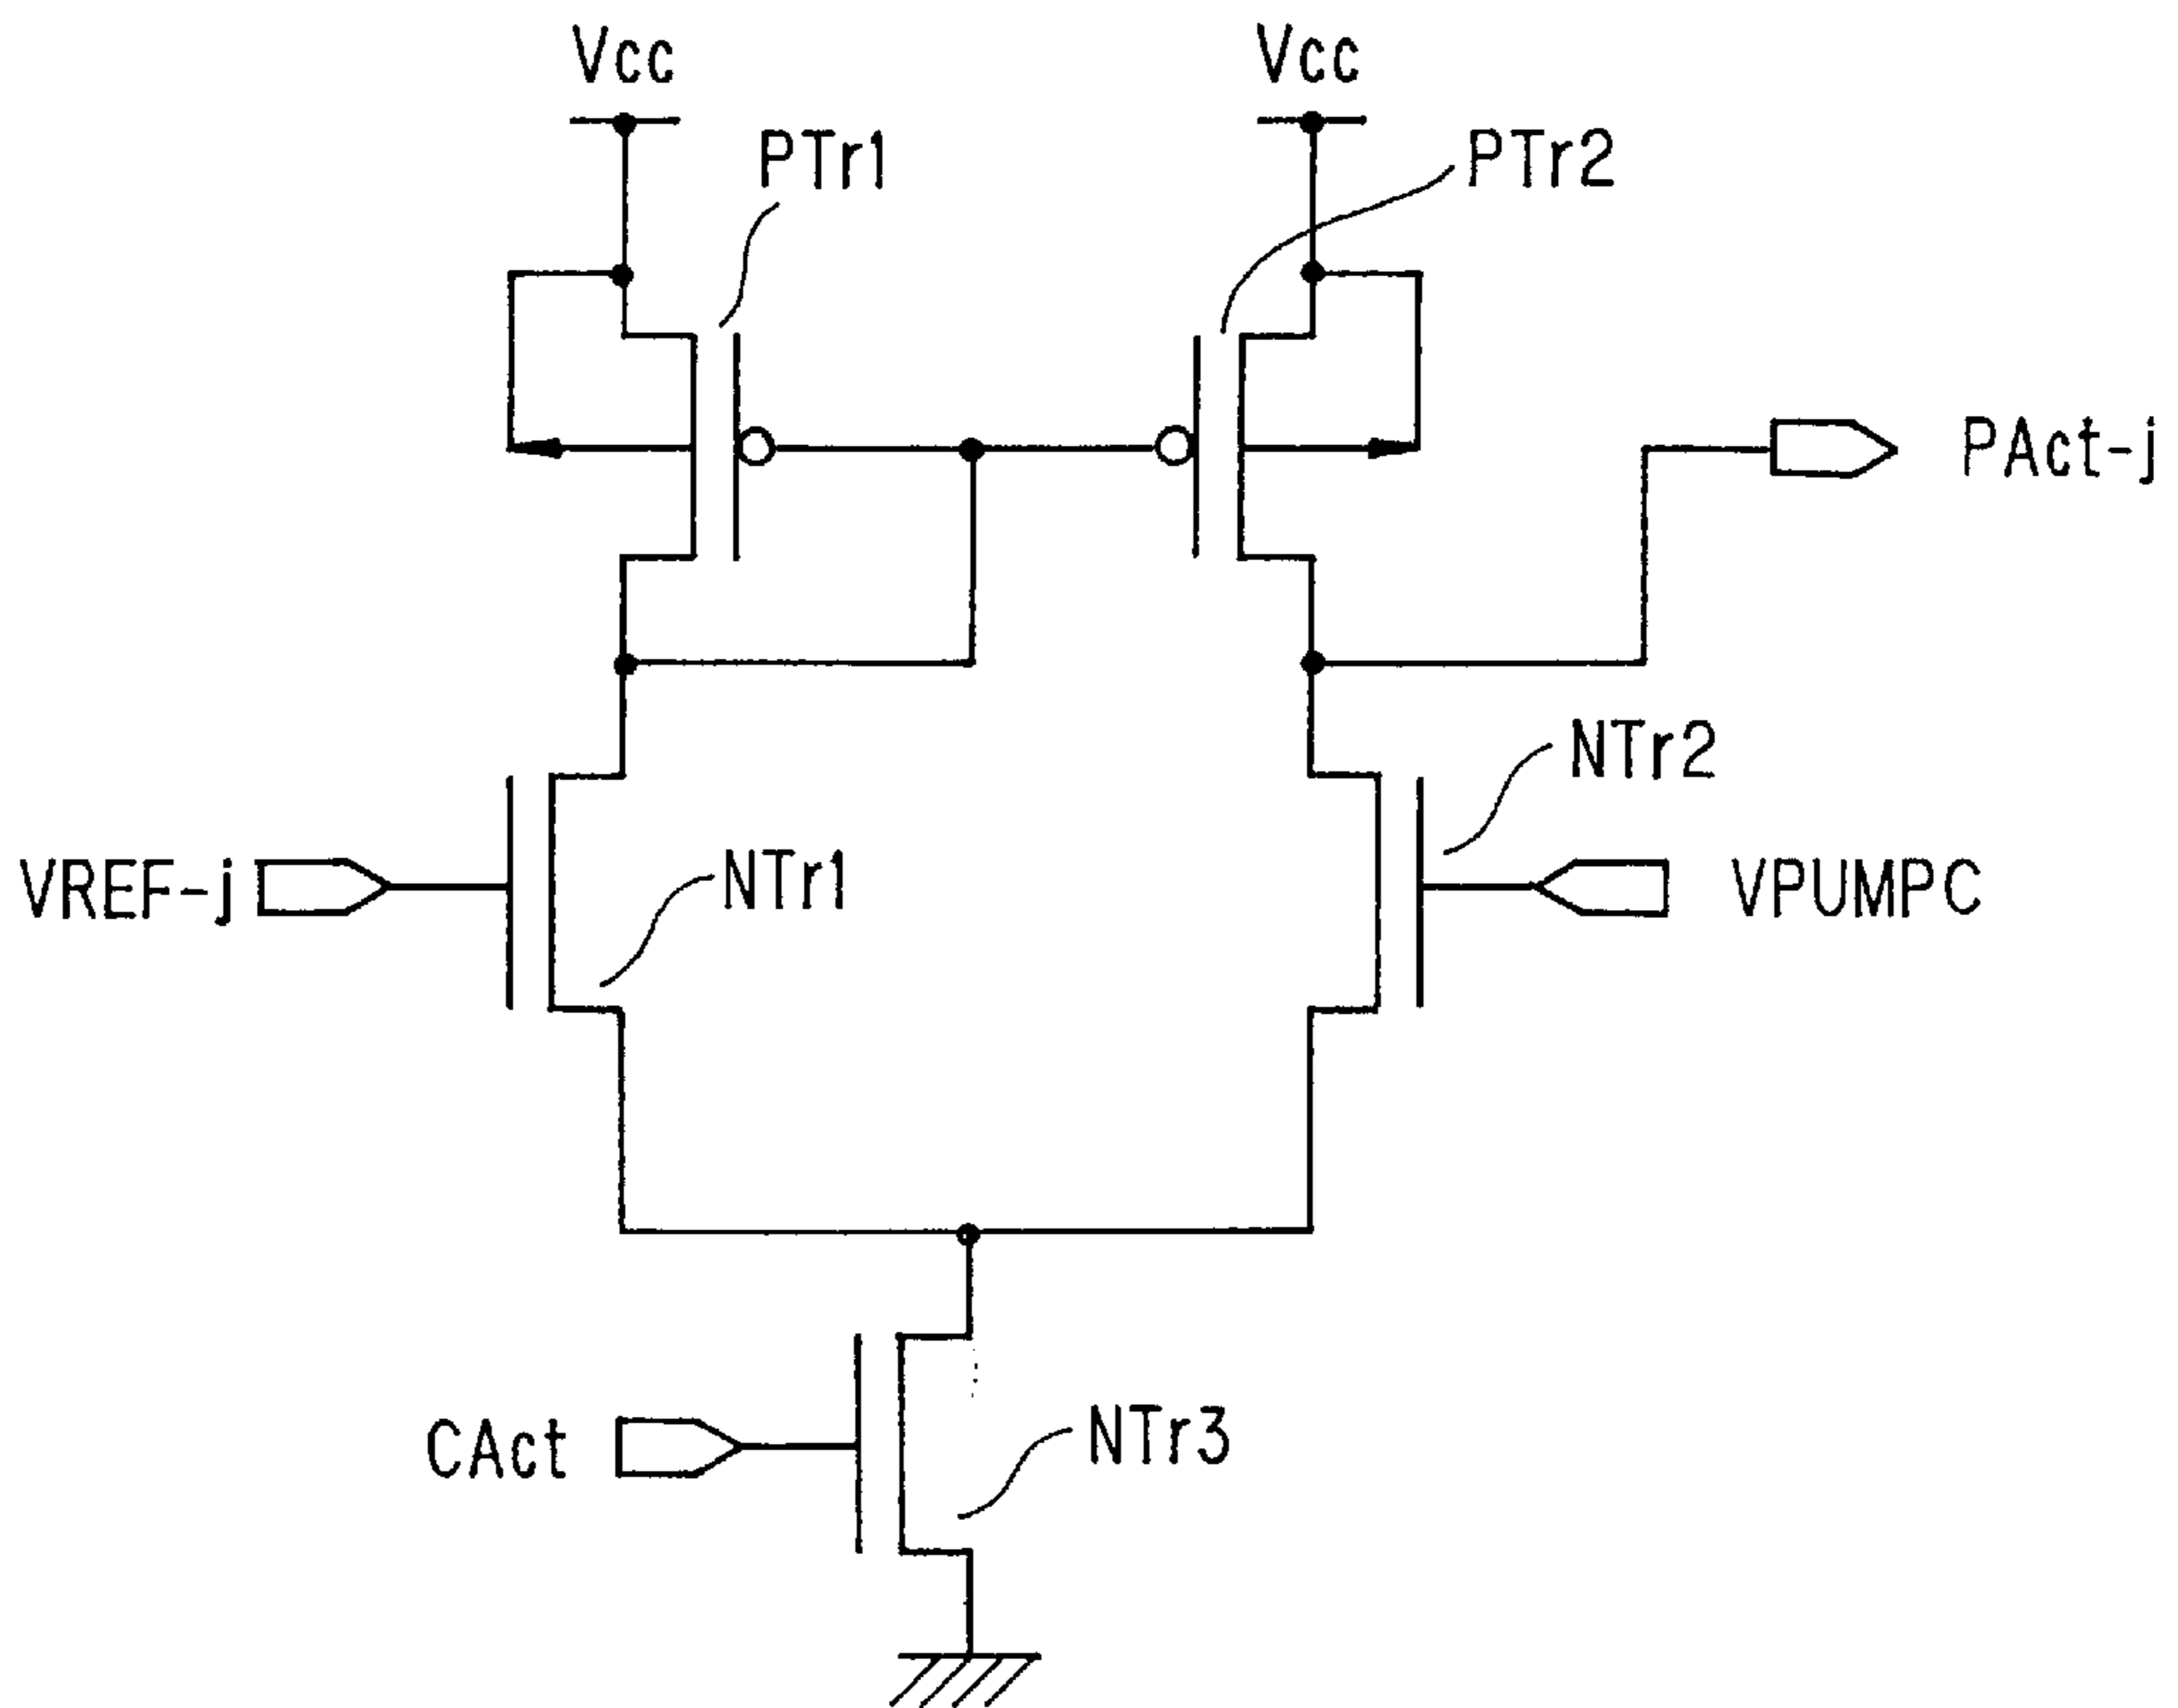 Vcc
Vcc
PTr1
PTr2
PAct-j
NTr2
VREF-j
NTr1
VPUMPC
CAct
NTr3